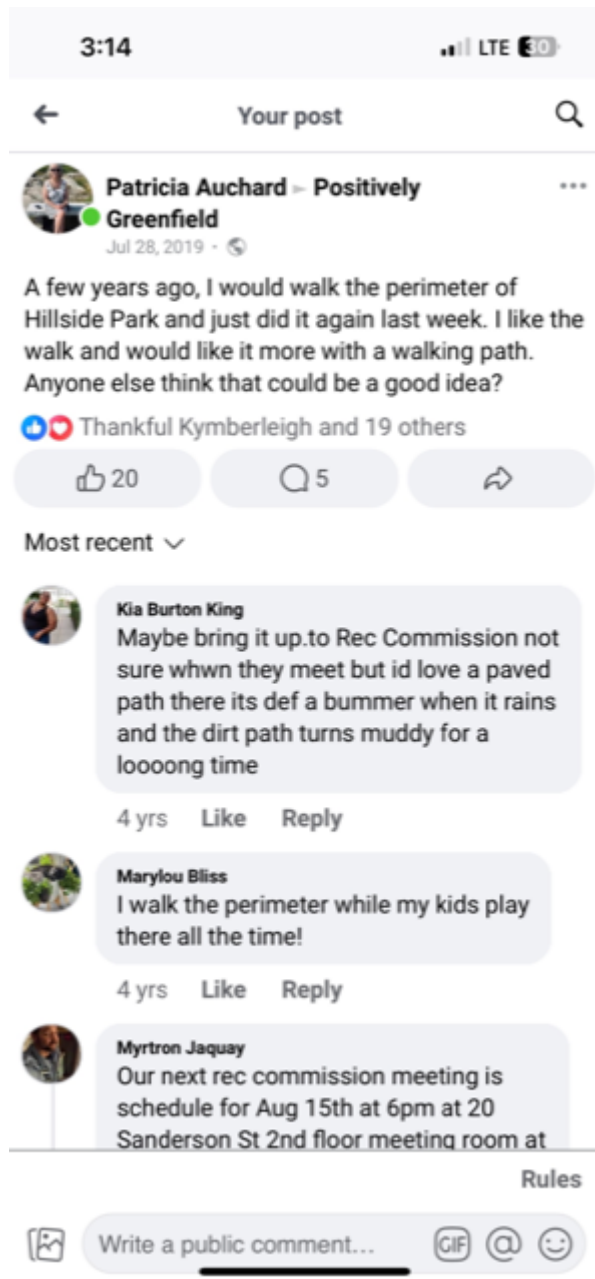 3:14
LTE 30
Your post
Patricia Auchard ▸ Positively
Greenfield
Jul 28, 2019 ·
A few years ago, I would walk the perimeter of
Hillside Park and just did it again last week. I like the
walk and would like it more with a walking path.
Anyone else think that could be a good idea?
Thankful Kymberleigh and 19 others
20
5
Most recent
Kia Burton King
Maybe bring it up.to Rec Commission not
sure whwn they meet but id love a paved
path there its def a bummer when it rains
and the dirt path turns muddy for a
loooong time
4 yrs Like Reply
Marylou Bliss
I walk the perimeter while my kids play
there all the time!
4 yrs Like Reply
Myrtron Jaquay
Our next rec commission meeting is
schedule for Aug 15th at 6pm at 20
Sanderson St 2nd floor meeting room at
Rules
Write a public comment...
GIF @